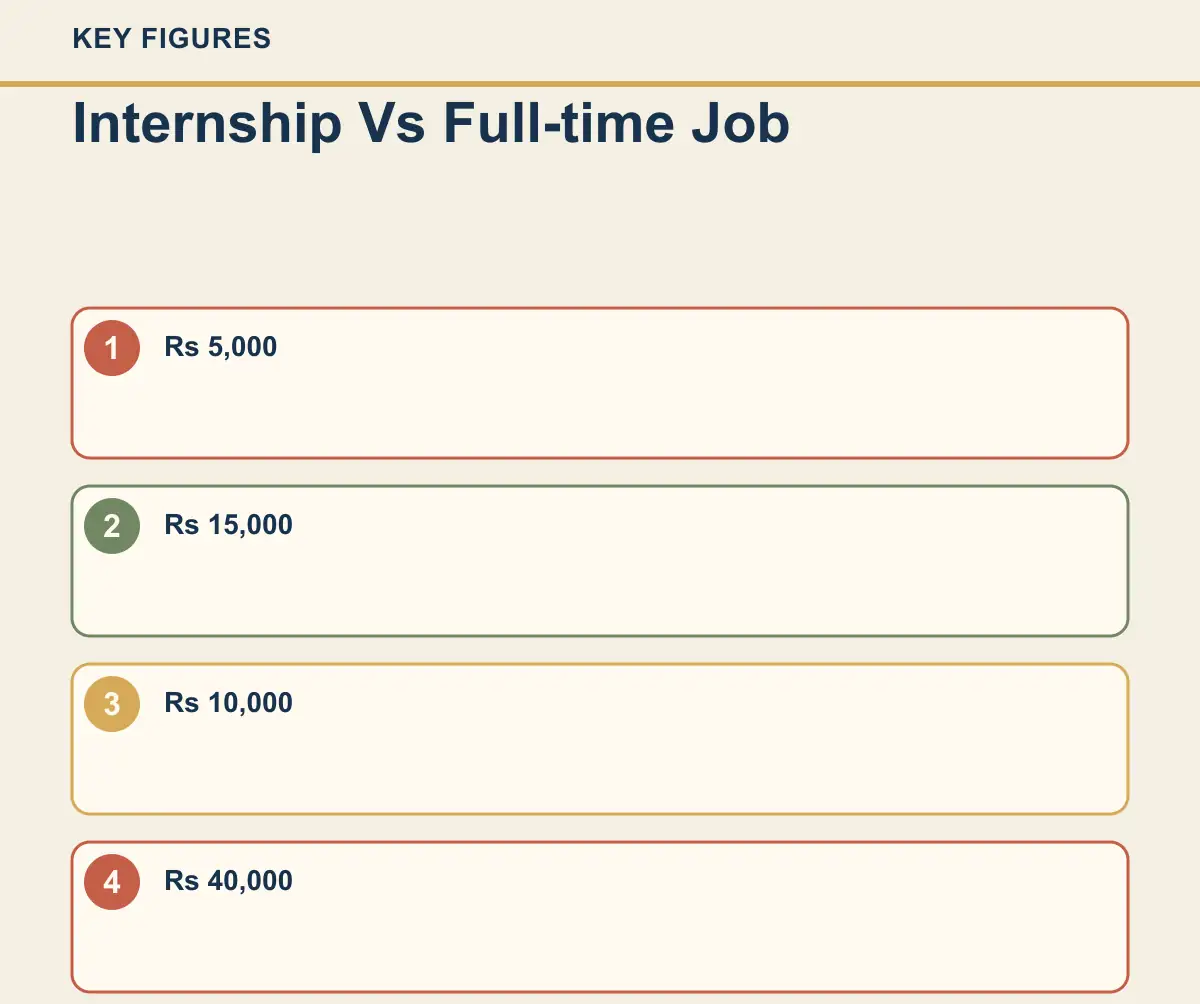 KEY FIGURES
Internship Vs Full-time Job
1 Rs 5,000
2 Rs 15,000
3 Rs 10,000
4 Rs 40,000